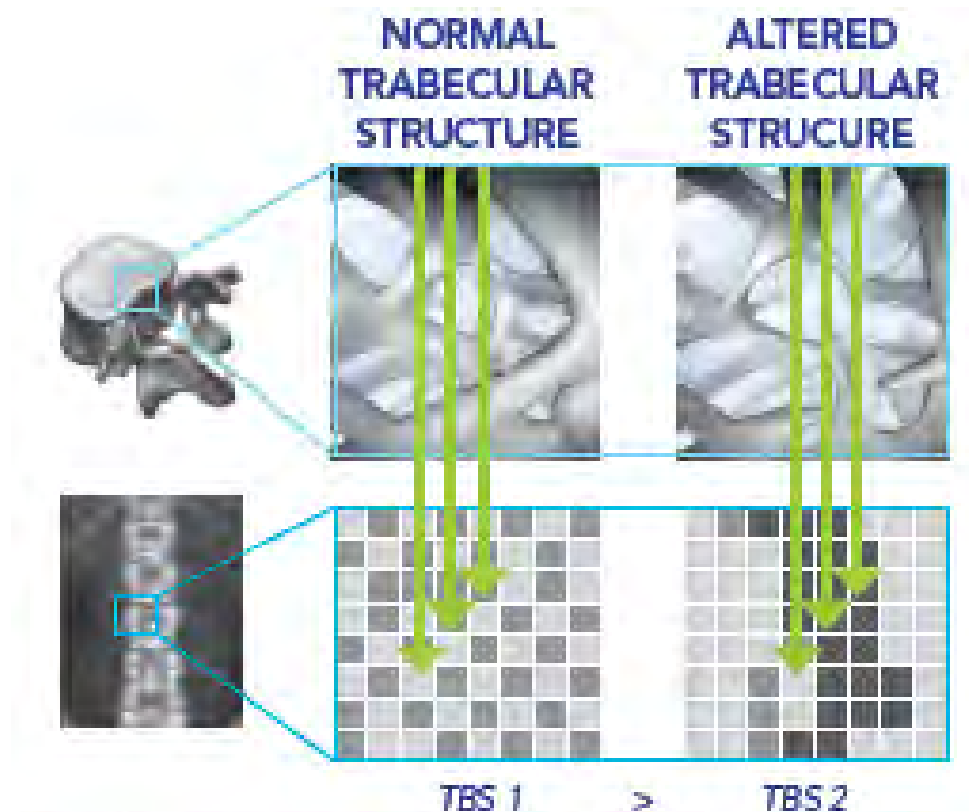 NORMAL
TRABECULAR
STRUCTURE
ALTERED
TRABECULAR
STRUCURE
TBS 1 > TBS 2